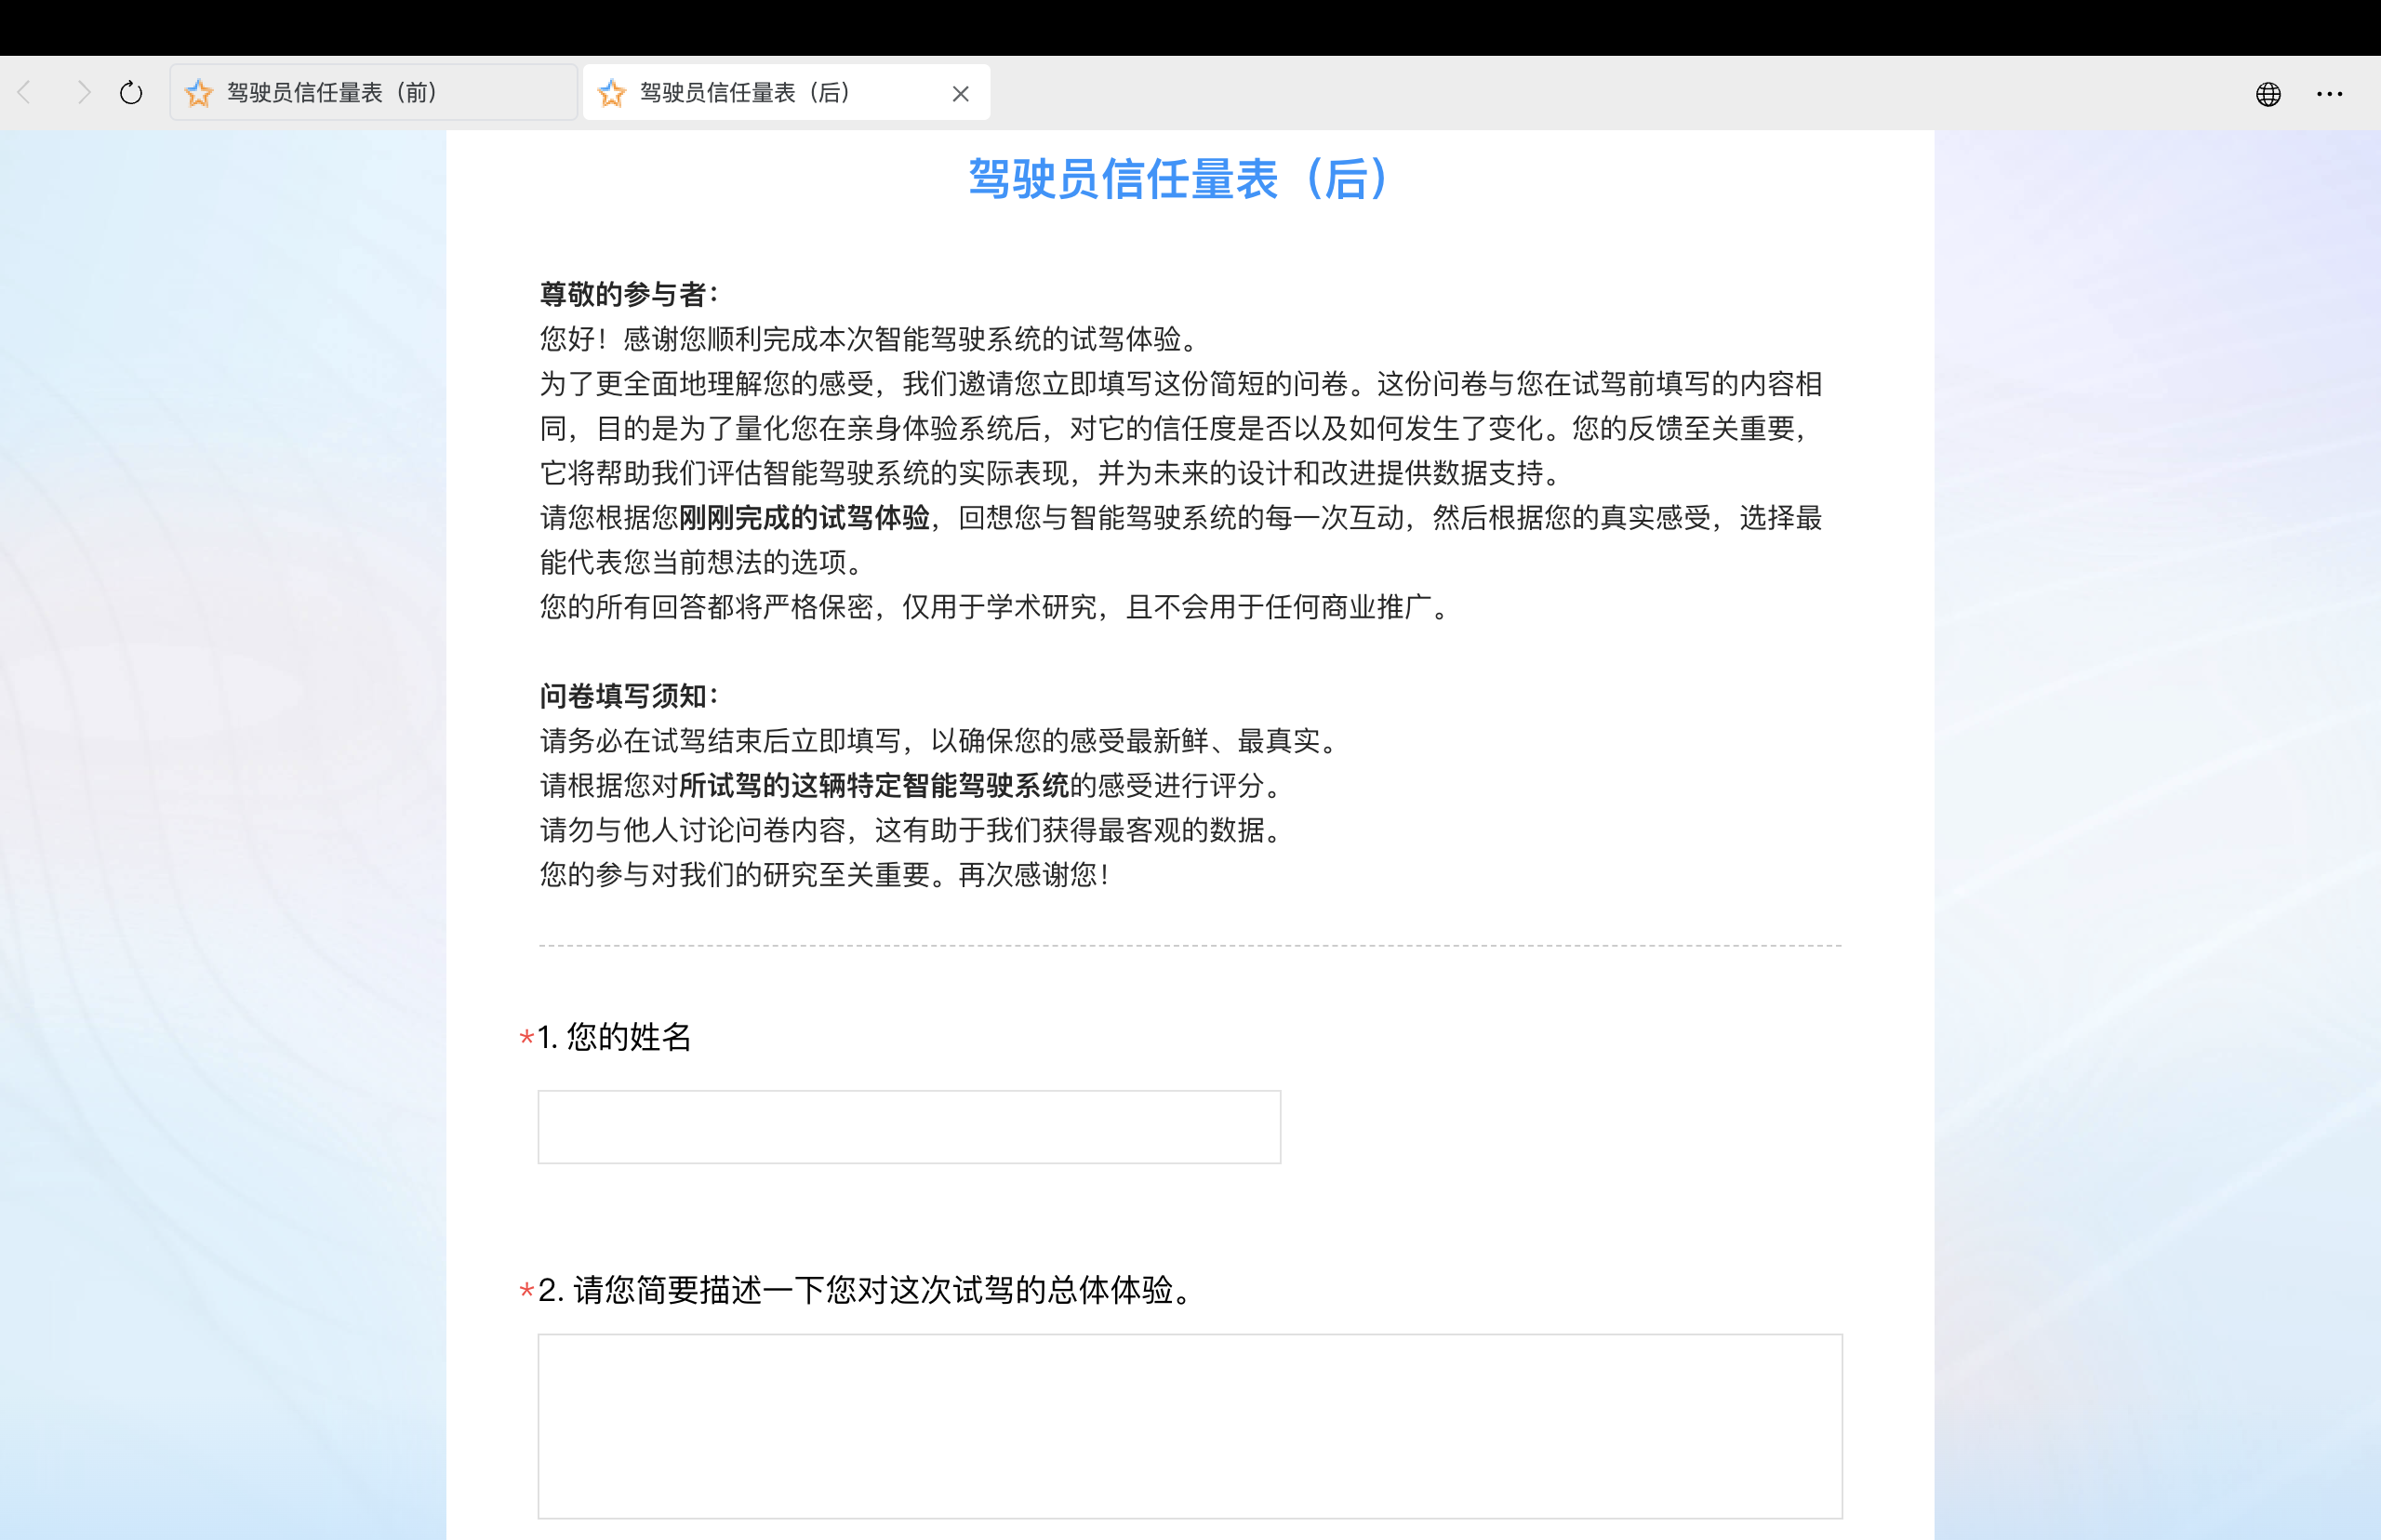 驾驶员信任量表（前）
驾驶员信任量表（后）
驾驶员信任量表（后）
尊敬的参与者：
您好！感谢您顺利完成本次智能驾驶系统的试驾体验。
为了更全面地理解您的感受，我们邀请您立即填写这份简短的问卷。这份问卷与您在试驾前填写的内容相
同，目的是为了量化您在亲身体验系统后，对它的信任度是否以及如何发生了变化。您的反馈至关重要，
它将帮助我们评估智能驾驶系统的实际表现，并为未来的设计和改进提供数据支持。
请您根据您刚刚完成的试驾体验，回想您与智能驾驶系统的每一次互动，然后根据您的真实感受，选择最
能代表您当前想法的选项。
您的所有回答都将严格保密，仅用于学术研究，且不会用于任何商业推广。
问卷填写须知：
请务必在试驾结束后立即填写，以确保您的感受最新鲜、最真实。
请根据您对所试驾的这辆特定智能驾驶系统的感受进行评分。
请勿与他人讨论问卷内容，这有助于我们获得最客观的数据。
您的参与对我们的研究至关重要。再次感谢您！
*1. 您的姓名
*2. 请您简要描述一下您对这次试驾的总体体验。